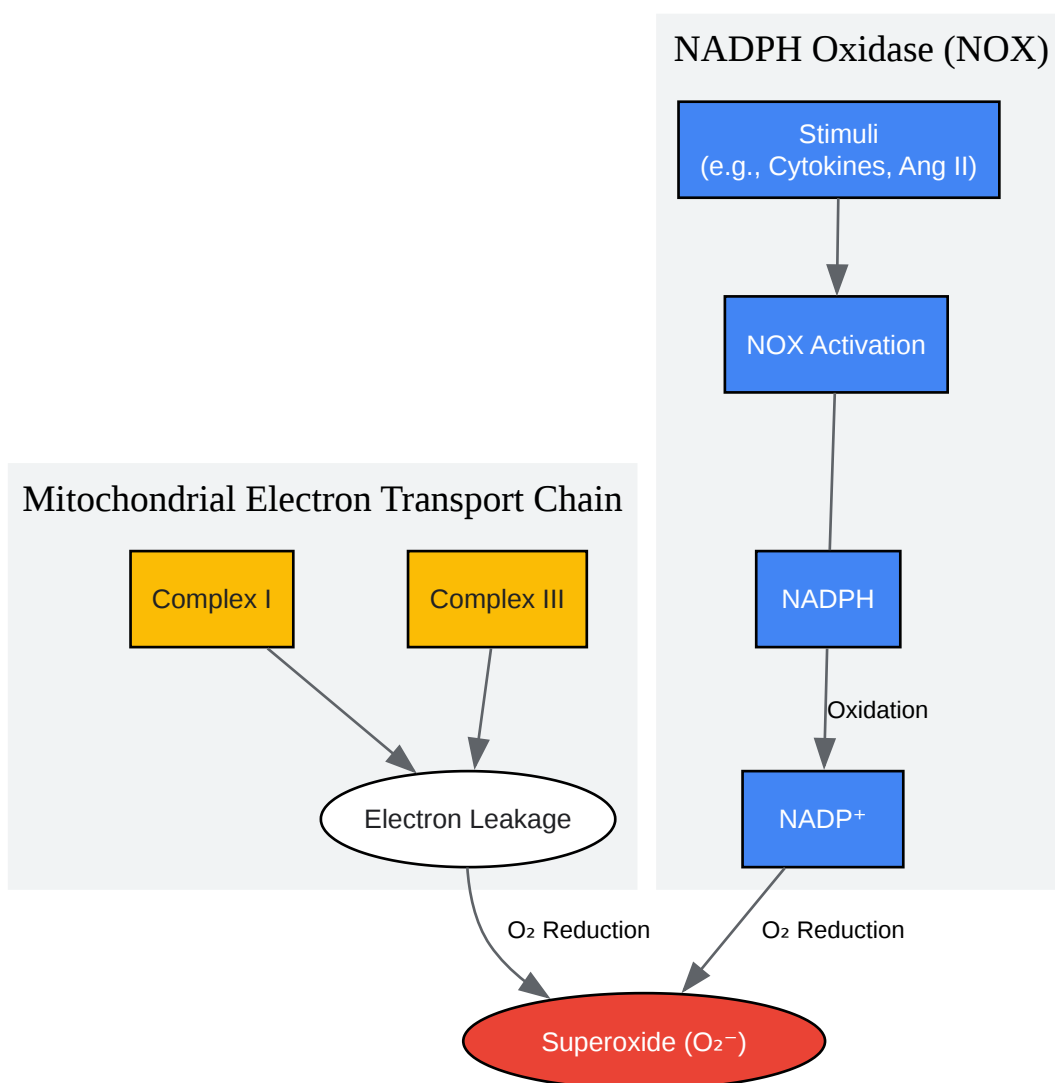 NADPH Oxidase (NOX)
Stimuli
(e.g., Cytokines, Ang II)
NOX Activation
Mitochondrial Electron Transport Chain
Complex I
Complex III
NADPH
Oxidation
Electron Leakage
NADP⁺
O₂ Reduction
O₂ Reduction
Superoxide (O₂⁻)